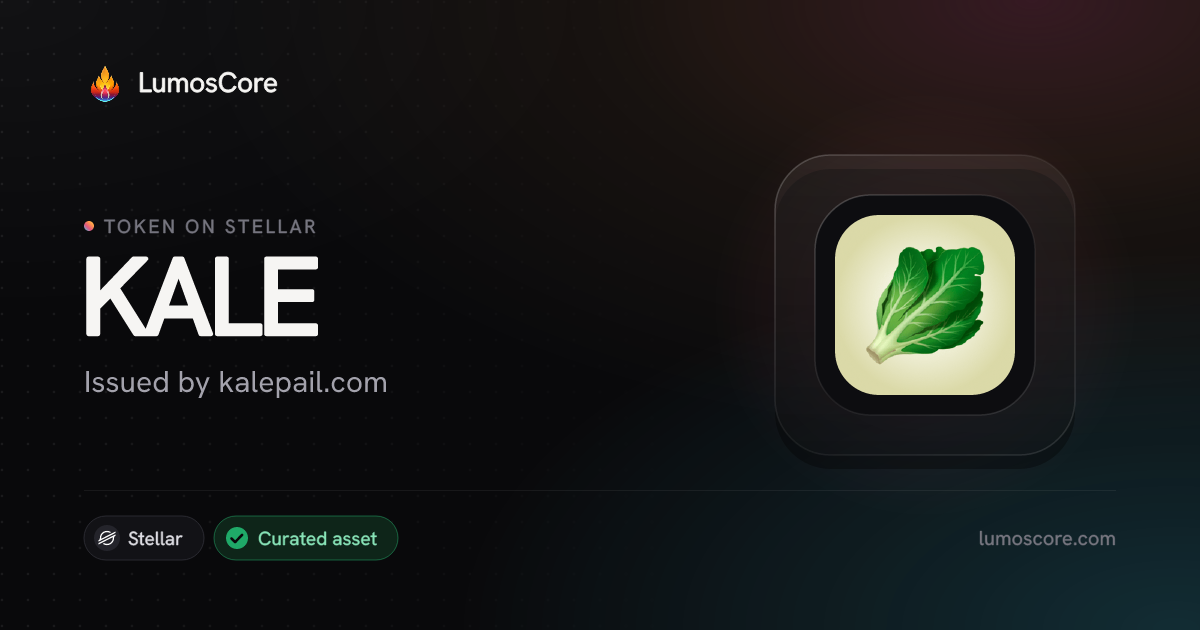 LumosCore
TOKEN ON STELLAR
KALE
Issued by kalepail.com
Stellar
Curated asset
lumoscore.com